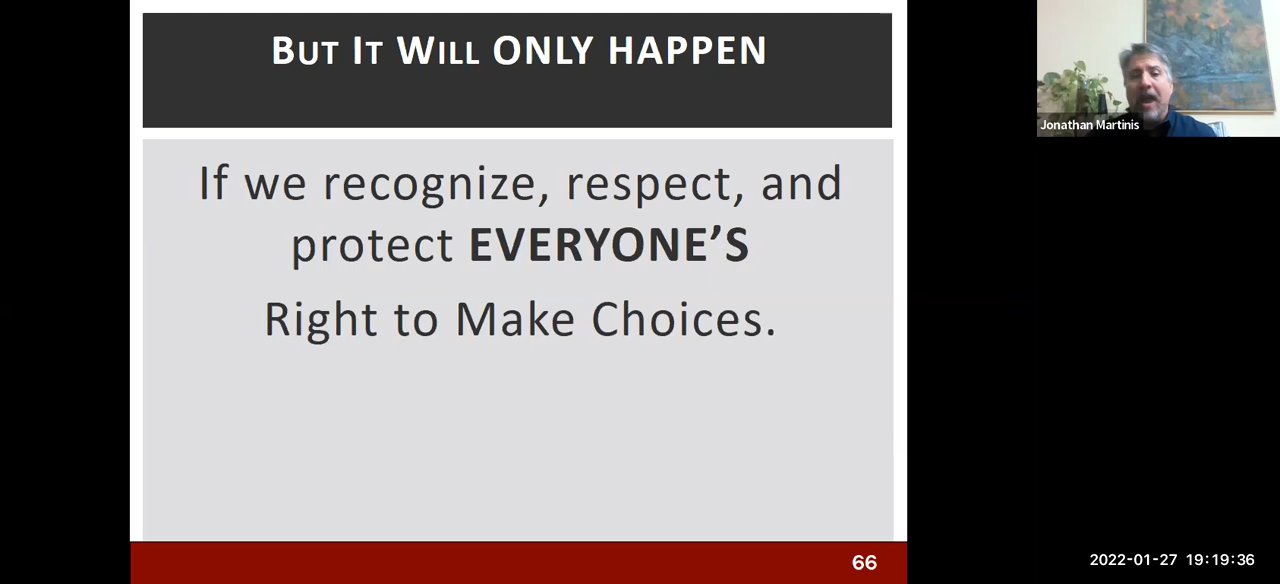 But It Will ONLY HAPPEN
If we recognize, respect, and
protect EVERYONE’S
Right to Make Choices.
66
Jonathan Martinis
2022-01-27 19:19:36